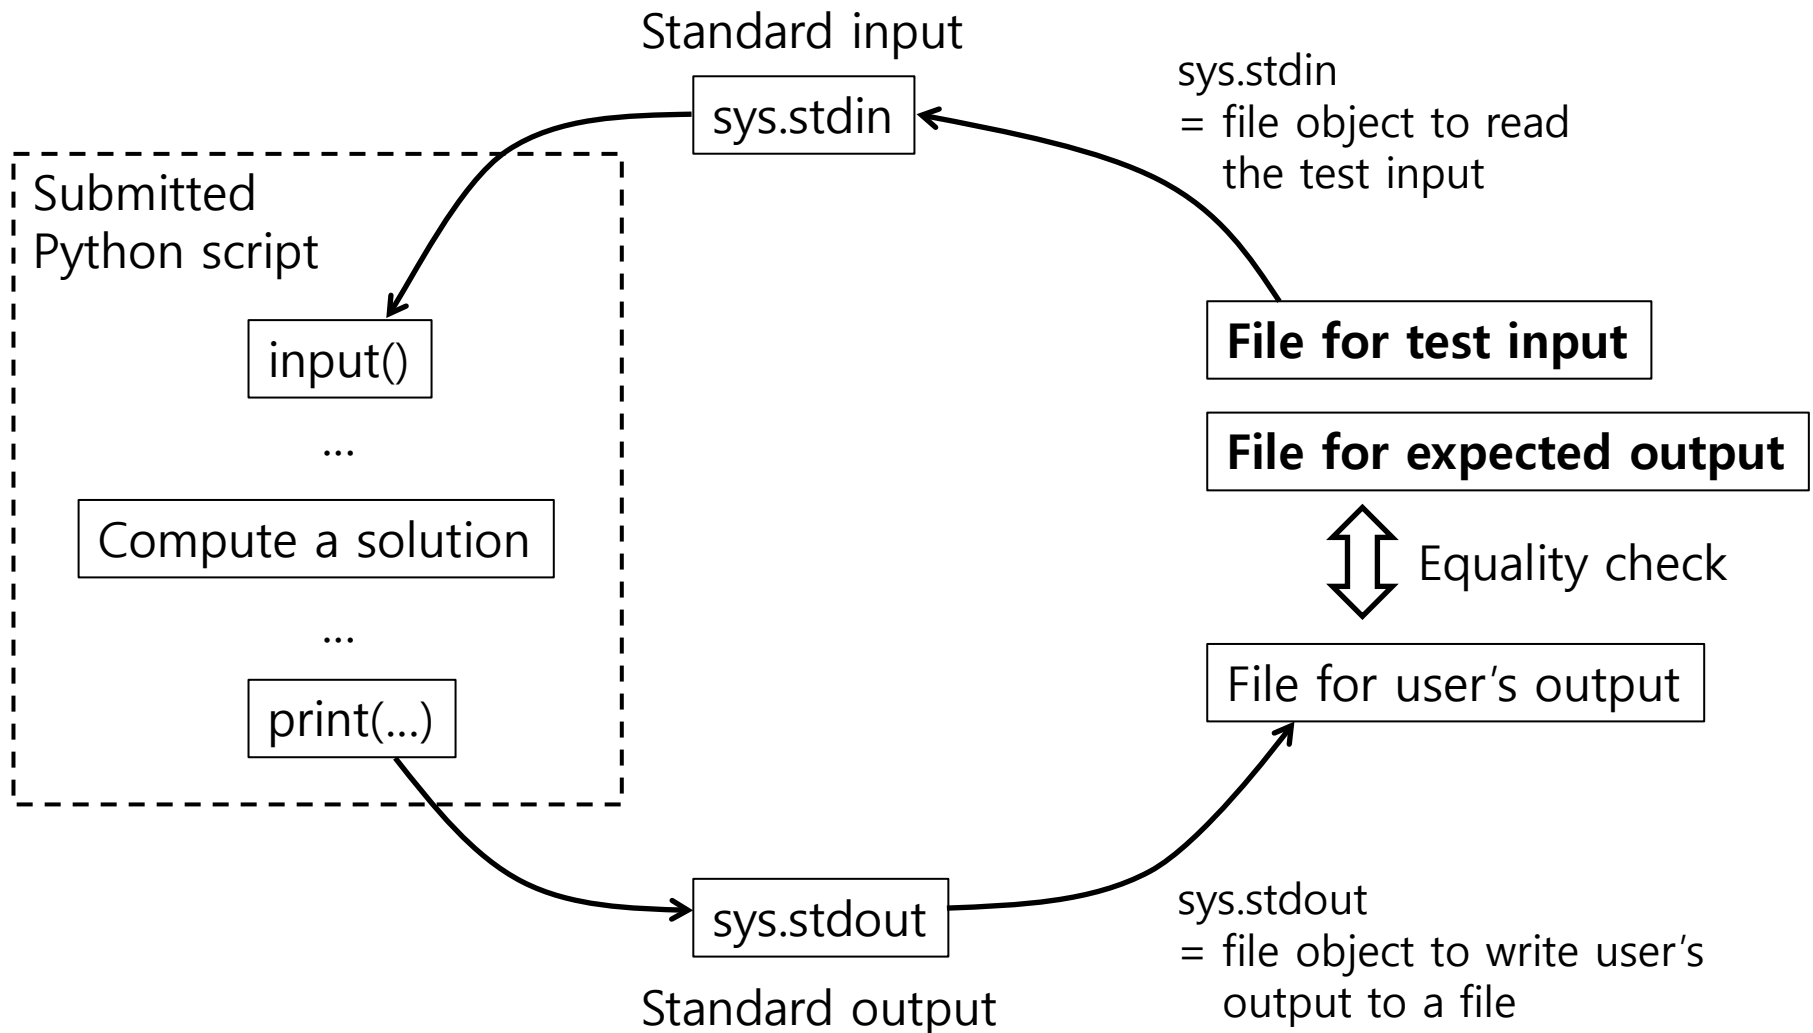 Standard input
sys.stdin
sys.stdin
= file object to read
the test input
Submitted
Python script
input()
...
Compute a solution
...
print(...)
File for test input
File for expected output
Equality check
File for user's output
sys.stdout
Standard output
sys.stdout
= file object to write user's
output to a file